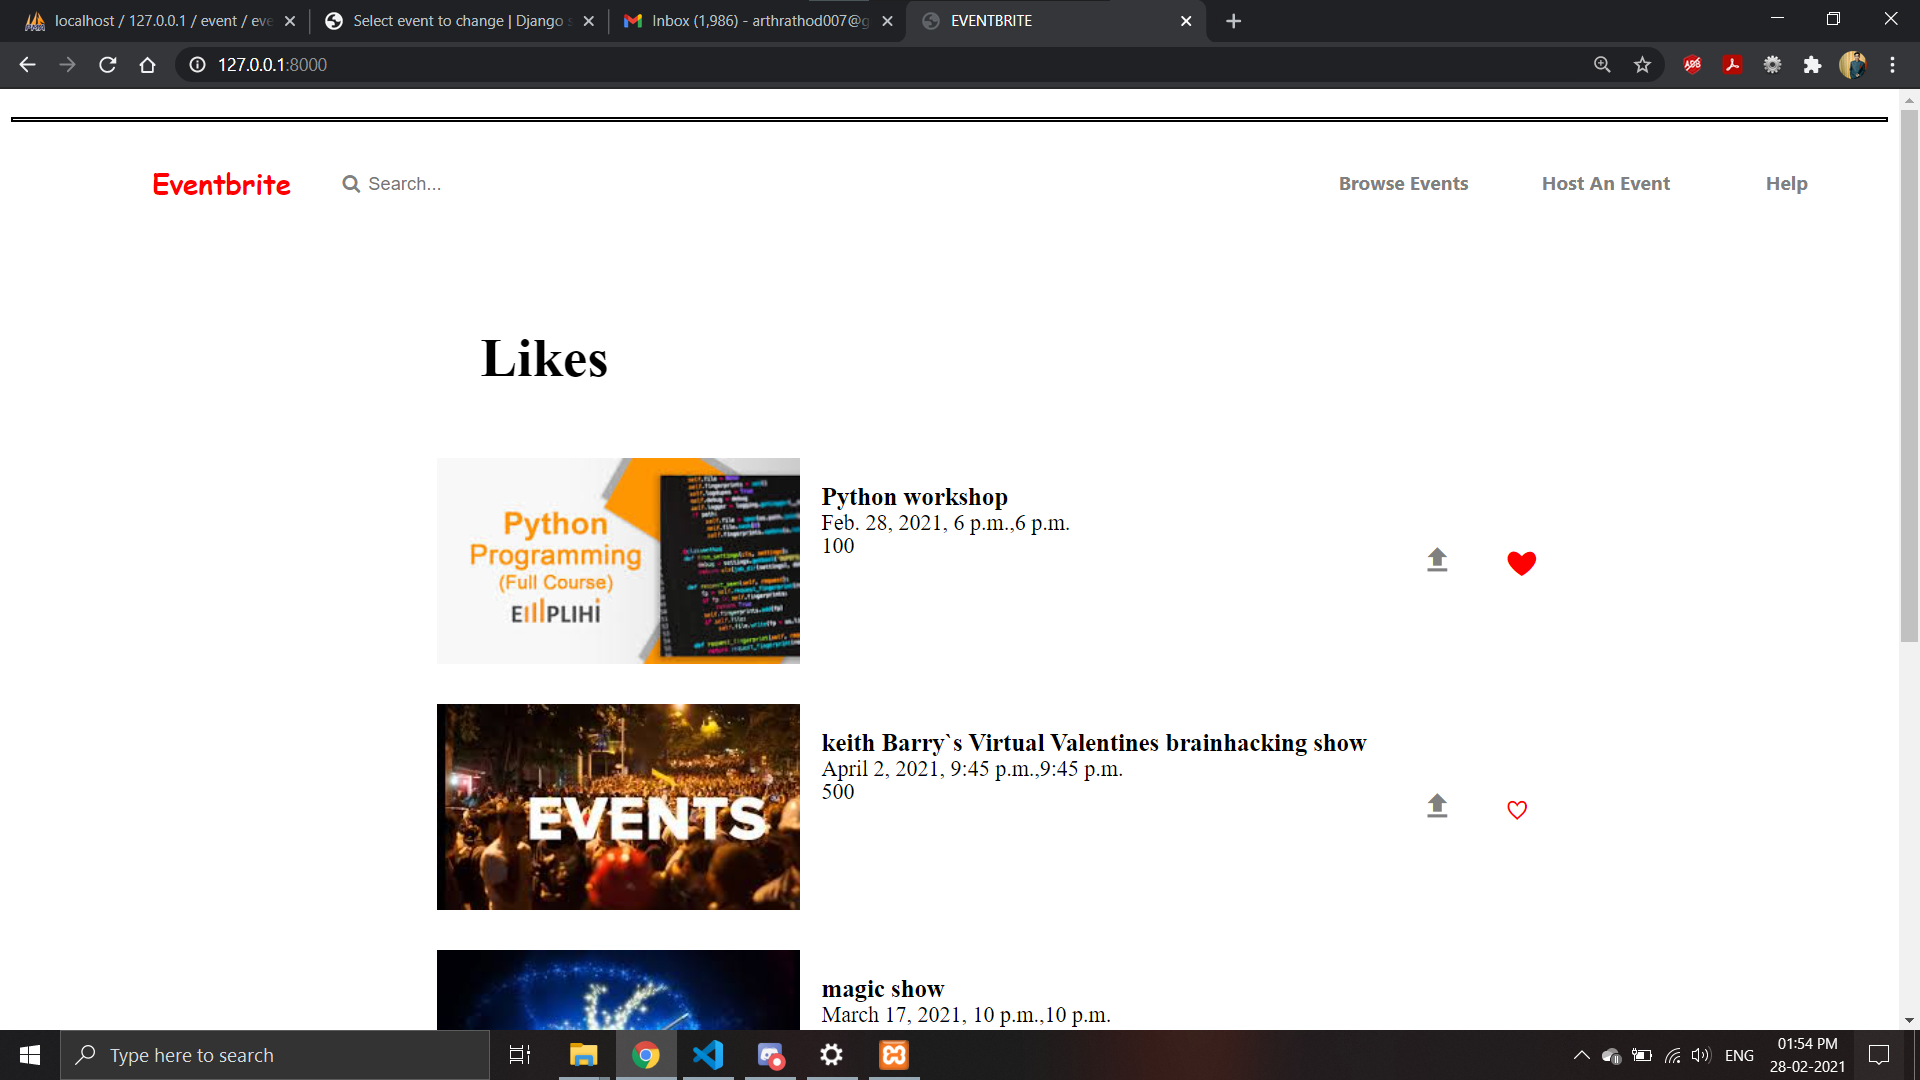 localhost / 127.0.0.1 / event / eve
Select event to change | Django s
Inbox (1,986) - arthrathod007@g
EVENTBRITE
127.0.0.1:8000
Eventbrite
Search...
Browse Events
Host An Event
Help
Likes
Python
Programming
(Full Course)
EMPLIHi
Python workshop
Feb. 28, 2021, 6 p.m.,6 p.m.
100
EVENTS
keith Barry`s Virtual Valentines brainhacking show
April 2, 2021, 9:45 p.m.,9:45 p.m.
500
magic show
March 17, 2021, 10 p.m.,10 p.m.
Type here to search
ENG
01:54 PM
28-02-2021